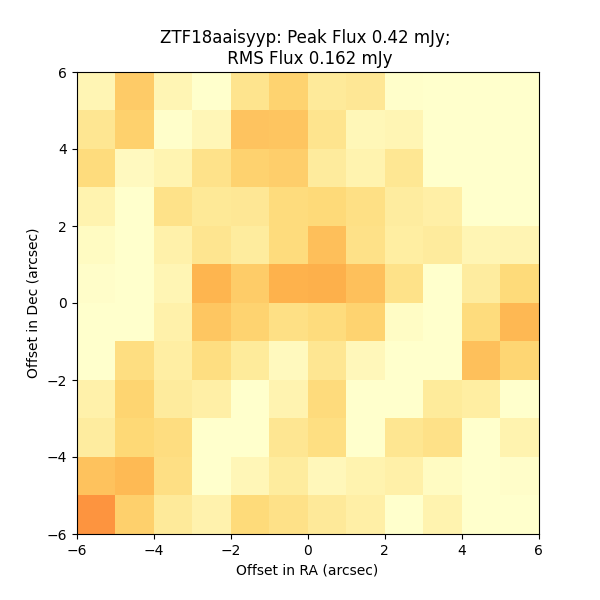 ZTF18aaisyyp: Peak Flux 0.42 mJy;
RMS Flux 0.162 mJy
6
4
2
0
−2
−4
−6
Offset in Dec (arcsec)
−6 −4 −2 0 2 4 6
Offset in RA (arcsec)